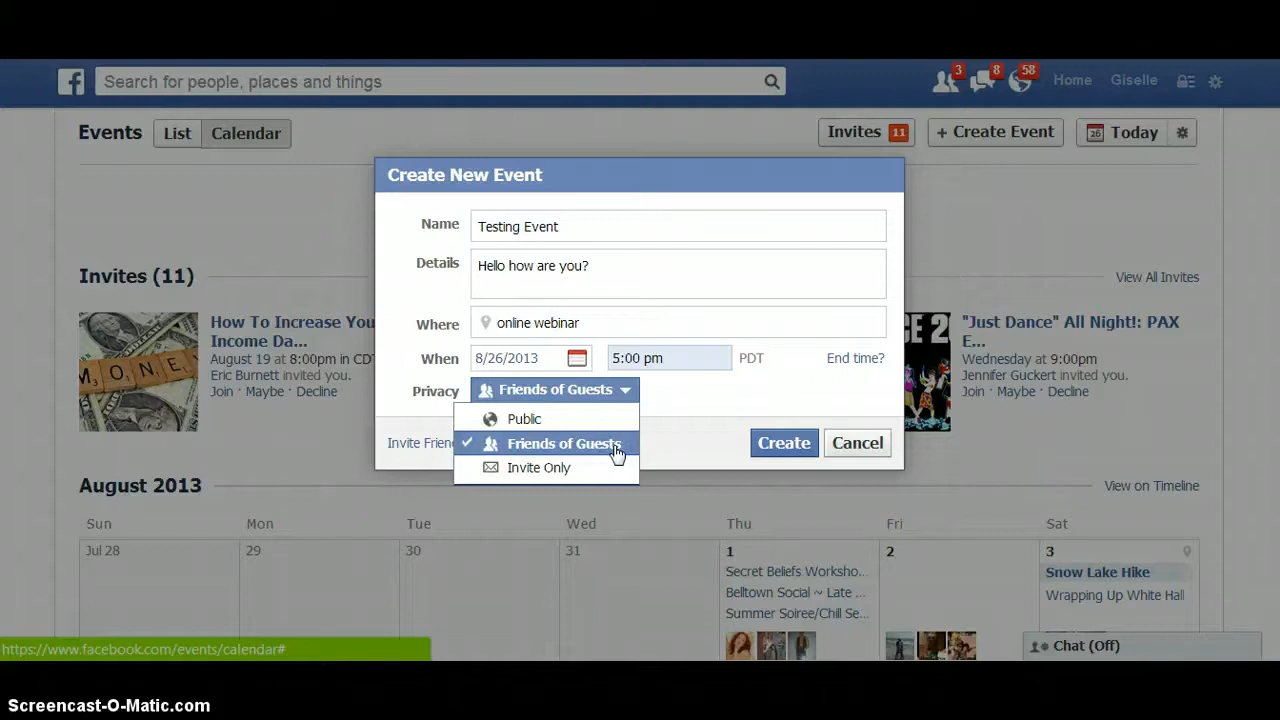 Search for people, places and things
3
8
58
Home
Giselle
Events
List
Calendar
Invites 11
+ Create Event
26 Today
Create New Event
Name
Testing Event
Details
Hello how are you?
Where
online webinar
When
8/26/2013
5:00 pm
PDT
End time?
Privacy
Friends of Guests
Public
Friends of Guests
Invite Only
Invite
Create
Cancel
Invites (11)
View All Invites
How To Increase
Income Da...
August 19 at 8:00pm in
Eric Burnett invited you.
Join · Maybe · Decline
MONE
"Just Dance" All Night!: PAX
E...
Wednesday at 9:00pm
Jennifer Guckert invited you.
Join · Maybe · Decline
August 2013
View on Timeline
Sun
Mon
Tue
Wed
Thu
Fri
Sat
Jul 28
29
30
31
1
2
3
Secret Beliefs Worksho...
Belltown Social ~ Late ...
Summer Soiree/Chill Se...
Snow Lake Hike
Wrapping Up White Hall
Chat (Off)
https://www.facebook.com/events/calendar#
Screencast-O-Matic.com